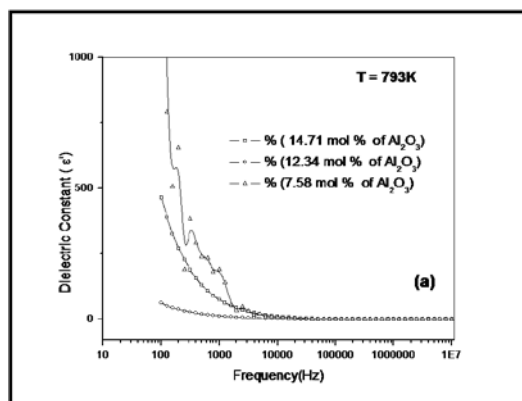 1000
T = 793K
% ( 14.71 mol % of Al₂O₃)
% (12.34 mol % of Al₂O₃)
% (7.58 mol % of Al₂O₃)
500
Dielectric Constant ( ε')
(a)
0
10 100 1000 10000 100000 1000000 1E7
Frequency(Hz)